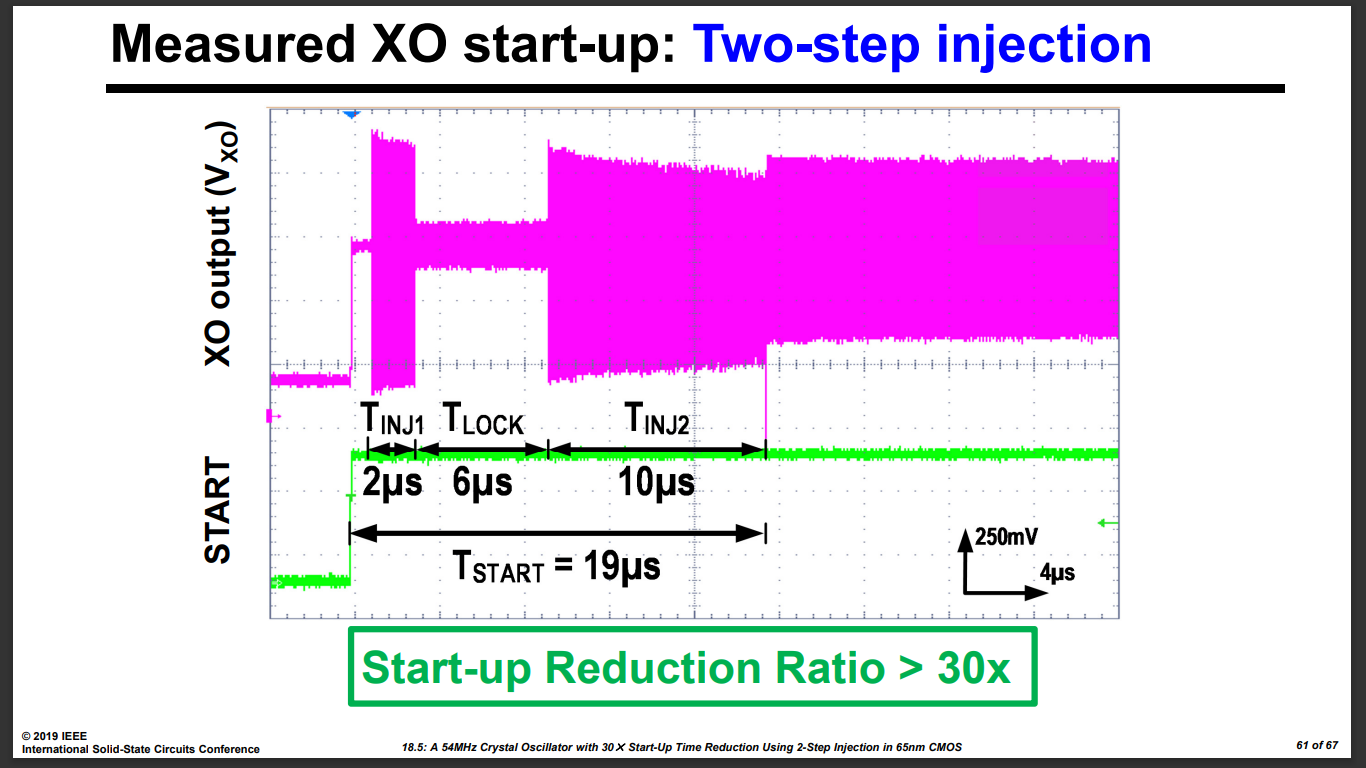 Measured XO start-up: Two-step injection
XO output (VXO)
START
TINJ1 TLOCK TINJ2
2µs 6µs 10µs
TSTART = 19µs
250mV
4µs
Start-up Reduction Ratio > 30x
© 2019 IEEE
International Solid-State Circuits Conference
18.5: A 54MHz Crystal Oscillator with 30✕ Start-Up Time Reduction Using 2-Step Injection in 65nm CMOS
61 of 67